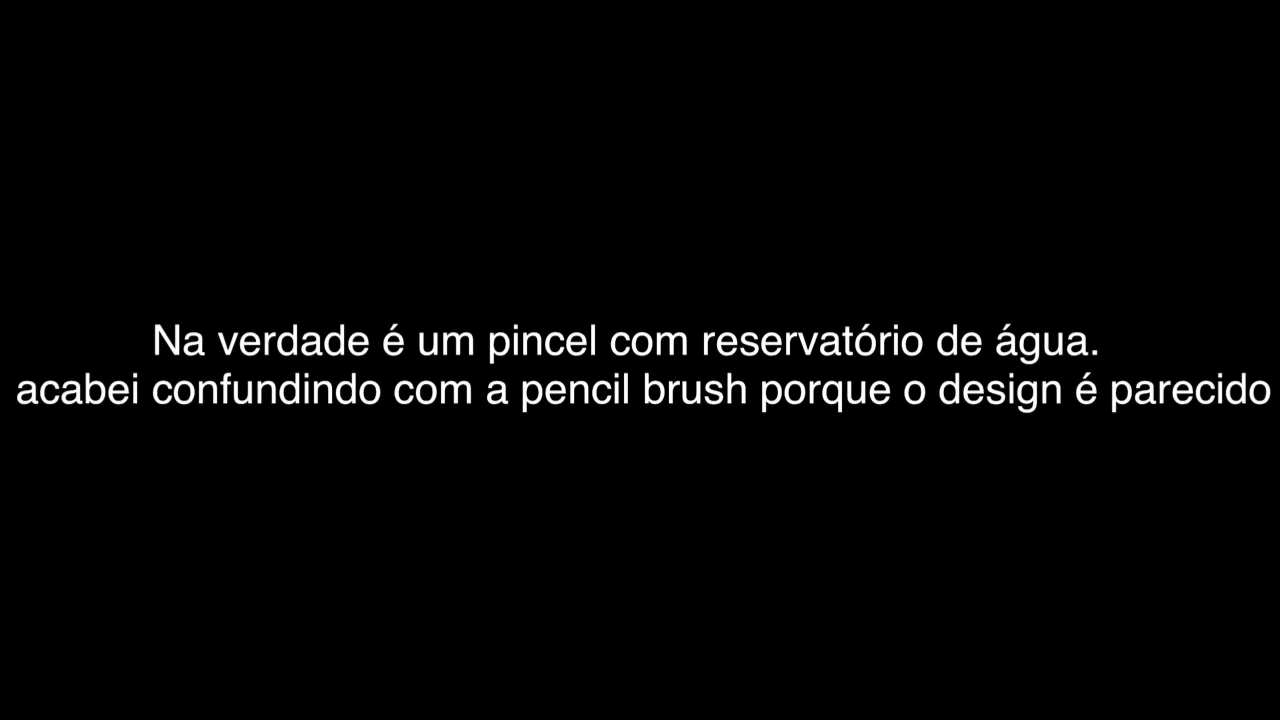 Na verdade é um pincel com reservatório de água.
acabei confundindo com a pencil brush porque o design é parecido